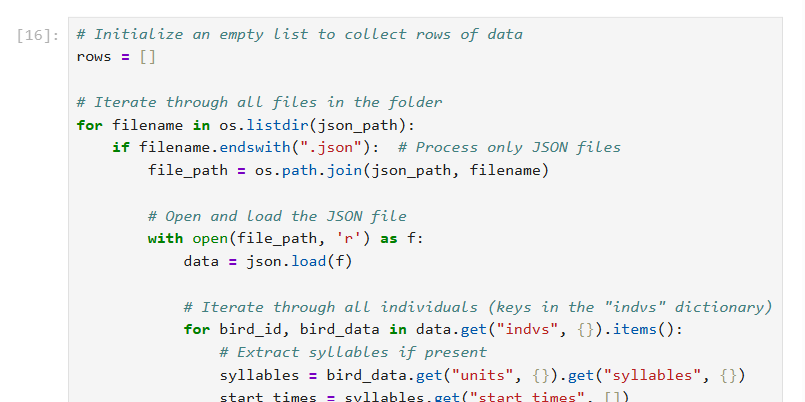 [16]: # Initialize an empty list to collect rows of data
rows = []
# Iterate through all files in the folder
for filename in os.listdir(json_path):
    if filename.endswith(".json"):  # Process only JSON files
        file_path = os.path.join(json_path, filename)
        # Open and load the JSON file
        with open(file_path, 'r') as f:
            data = json.load(f)
            # Iterate through all individuals (keys in the "indvs" dictionary)
            for bird_id, bird_data in data.get("indvs", {}).items():
                # Extract syllables if present
                syllables = bird_data.get("units", {}).get("syllables", {})
                start_times = syllables.get("start_times", [])